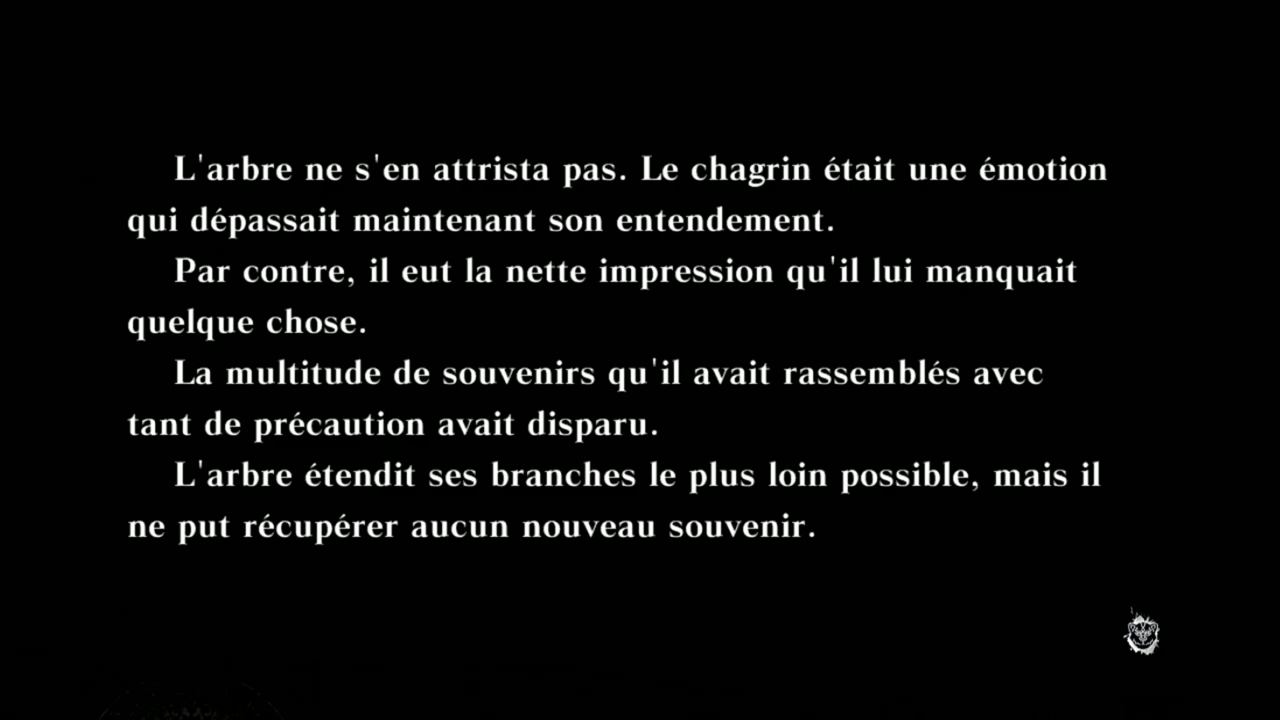 L'arbre ne s'en attrista pas. Le chagrin était une émotion
qui dépassait maintenant son entendement.
Par contre, il eut la nette impression qu'il lui manquait
quelque chose.
La multitude de souvenirs qu'il avait rassemblés avec
tant de précaution avait disparu.
L'arbre étendit ses branches le plus loin possible, mais il
ne put récupérer aucun nouveau souvenir.